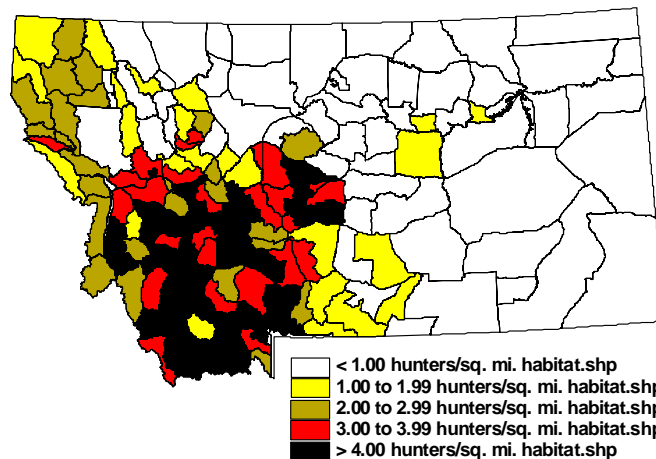 < 1.00 hunters/sq. mi. habitat.shp
1.00 to 1.99 hunters/sq. mi. habitat.shp
2.00 to 2.99 hunters/sq. mi. habitat.shp
3.00 to 3.99 hunters/sq. mi. habitat.shp
> 4.00 hunters/sq. mi. habitat.shp